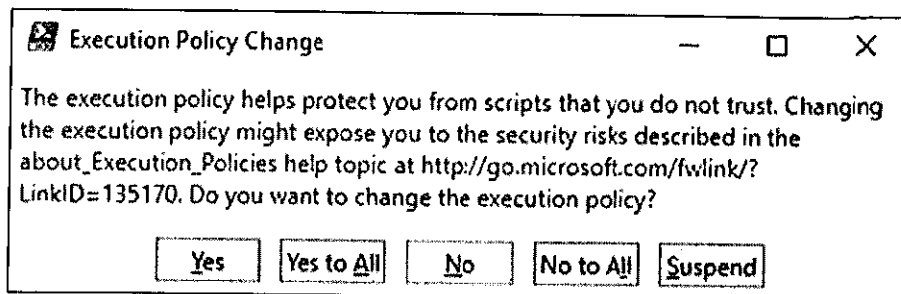 Execution Policy Change
The execution policy helps protect you from scripts that you do not trust. Changing
the execution policy might expose you to the security risks described in the
about_Execution_Policies help topic at http://go.microsoft.com/fwlink/?
LinkID=135170. Do you want to change the execution policy?
Yes Yes to All No No to All Suspend